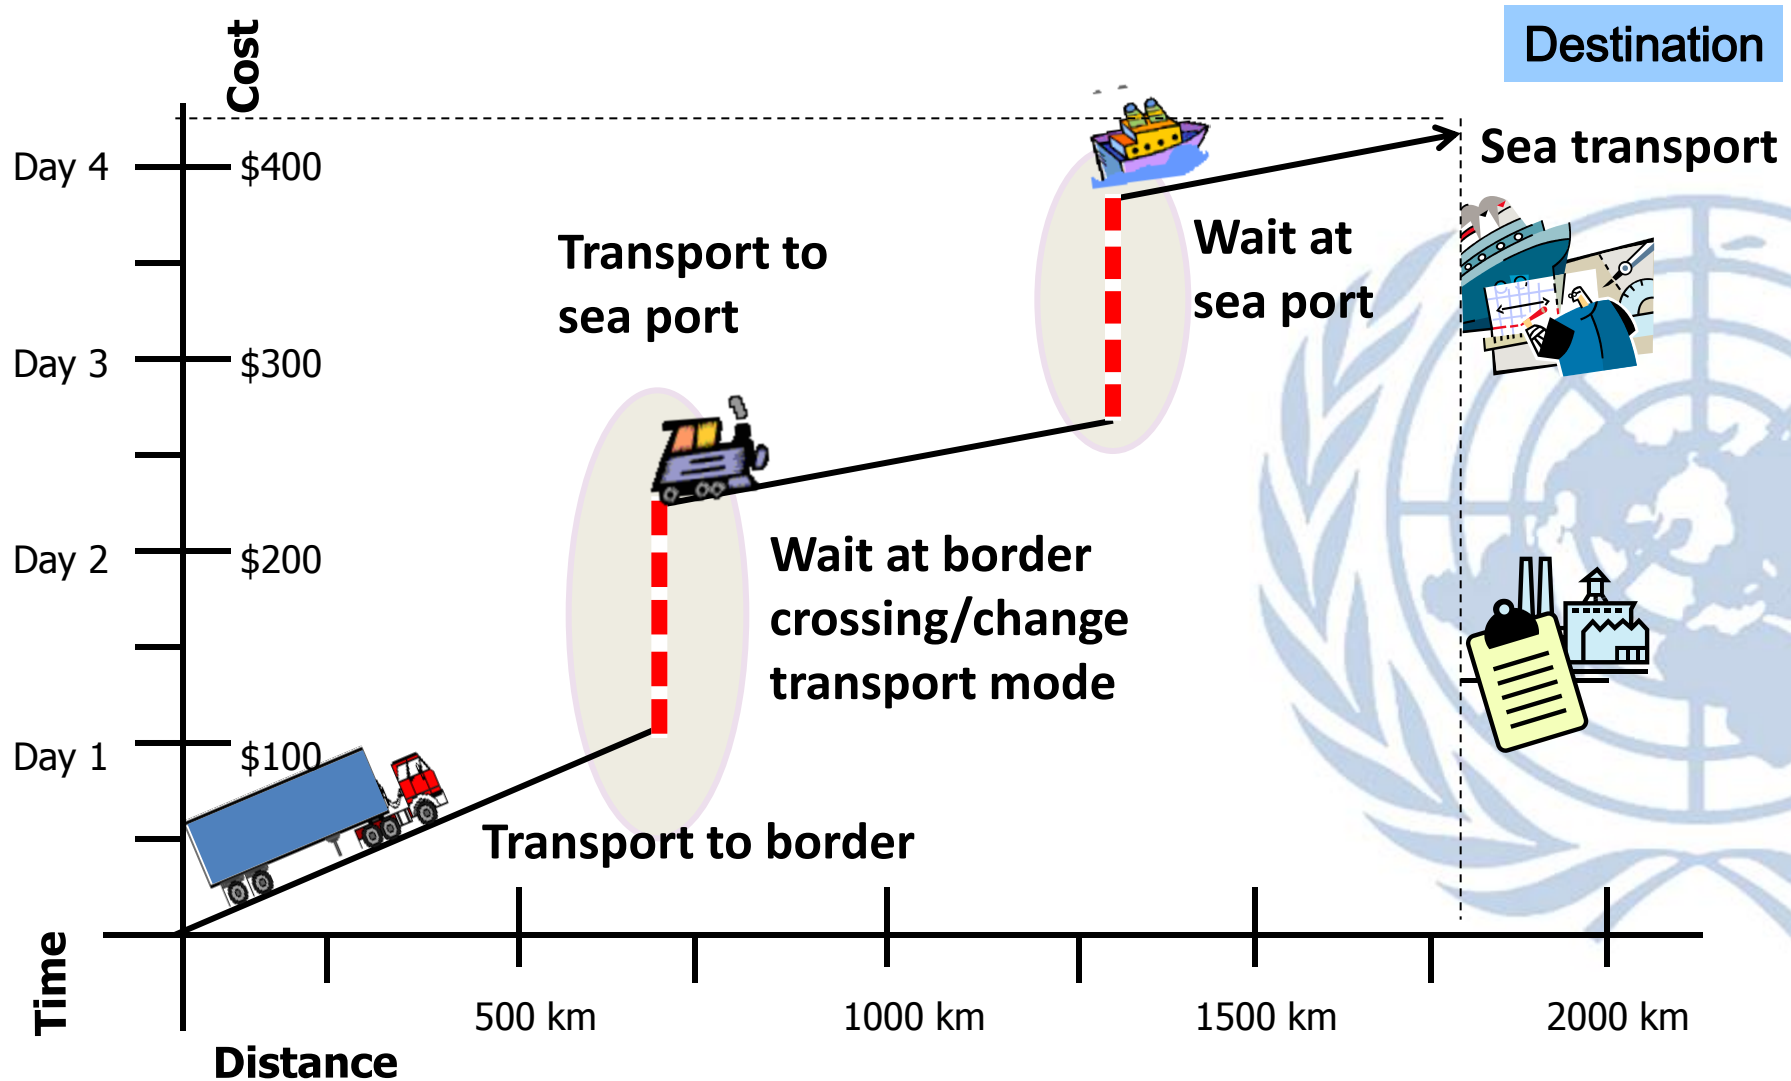 Cost
Destination
Day 4
$400
Sea transport
Transport to
sea port
Wait at
sea port
Day 3
$300
Day 2
$200
Wait at border
crossing/change
transport mode
Day 1
$100
Transport to border
Time
500 km
1000 km
1500 km
2000 km
Distance